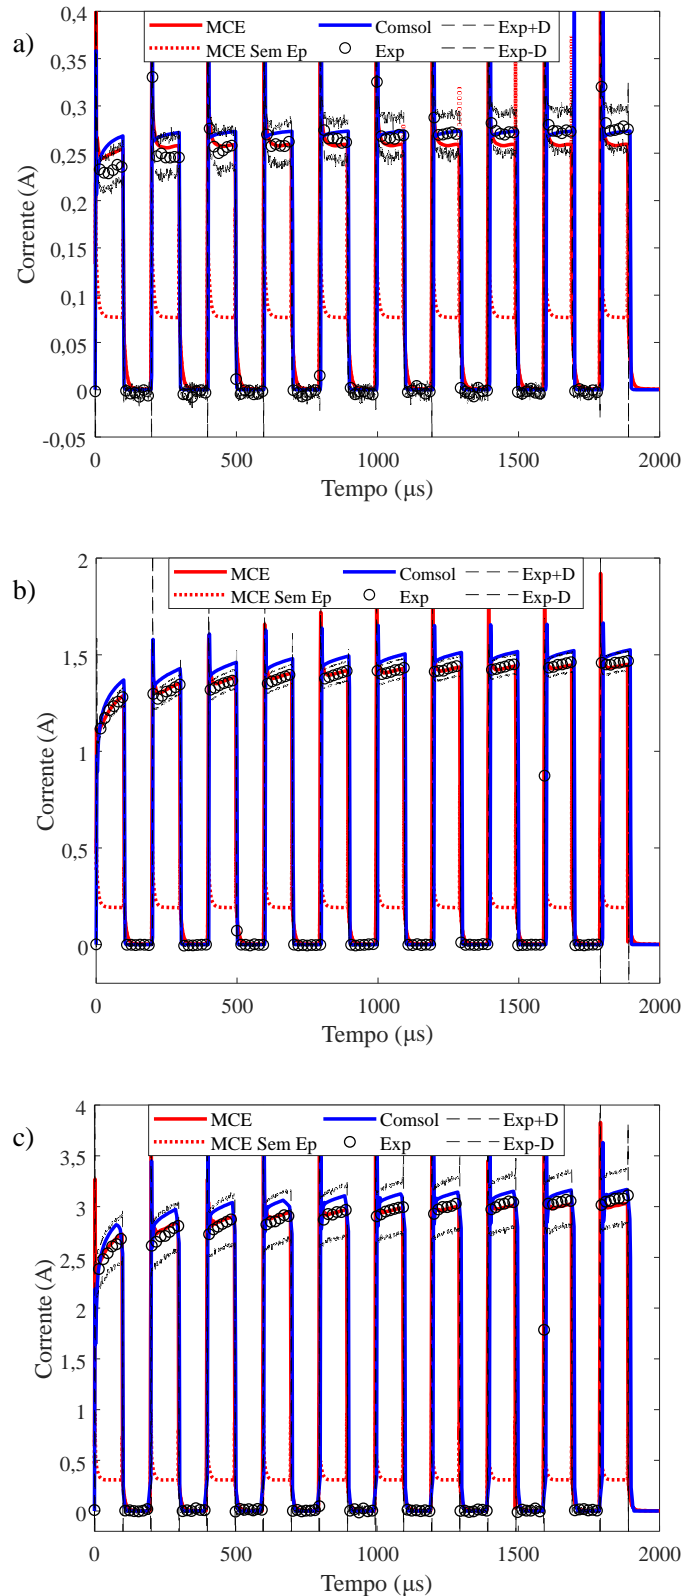 a)
MCE
Comsol
Exp+D
MCE Sem Ep
Exp
Exp-D
0,4
0,35
0,3
0,25
0,2
0,15
0,1
0,05
0
-0,05
Corrente (A)
0
500
1000
1500
2000
Tempo (μs)
b)
MCE
Comsol
Exp+D
MCE Sem Ep
Exp
Exp-D
2
1.5
1
0,5
0
Corrente (A)
0
500
1000
1500
2000
Tempo (μs)
c)
MCE
Comsol
Exp+D
MCE Sem Ep
Exp
Exp-D
4
3,5
3
2.5
2
1,5
1
0,5
0
Corrente (A)
0
500
1000
1500
2000
Tempo (μs)